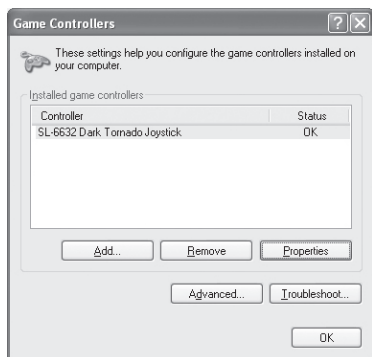 Game Controllers
These settings help you configure the game controllers installed on
your computer.
Installed game controllers
Controller Status
SL-6632 Dark Tornado Joystick OK
Add... Remove Properties
Advanced... Troubleshoot...
OK